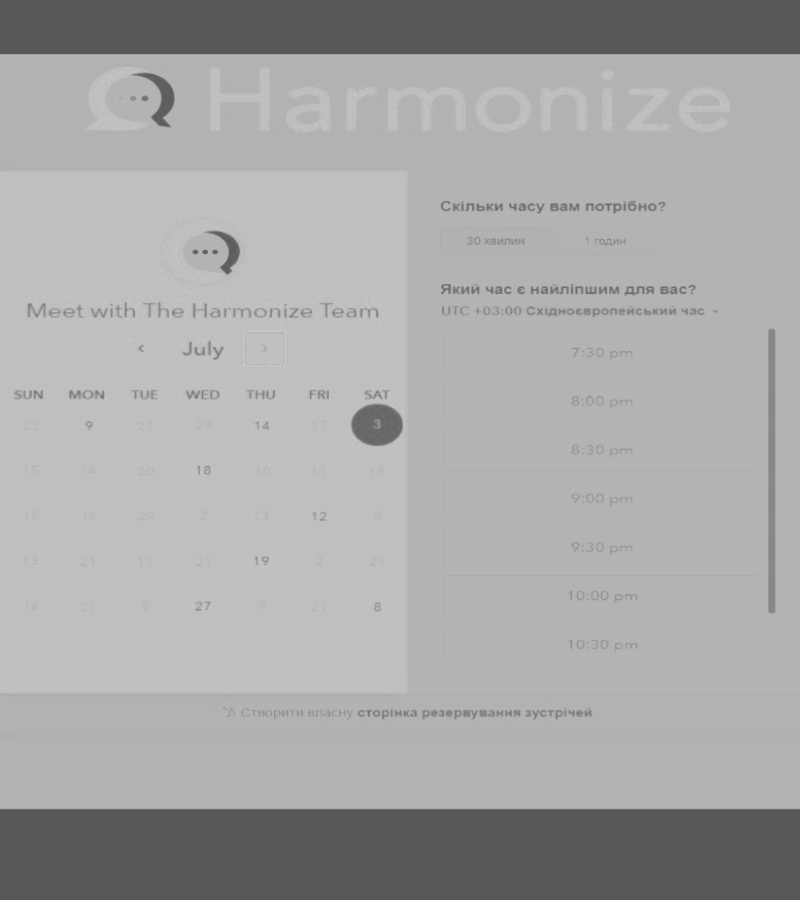 Harmonize
Meet with The Harmonize Team
July
SUN MON TUE WED THU FRI SAT
22 9 27 29 14 13 3
15 14 20 18 10 11
15 16 29 2 13 12 8
13 21 11 21 19 2 29
16 21 8 27 9 21 8
Скільки часу вам потрібно?
30 хвилин 1 годин
Який час є найліпшим для вас?
UTC +03:00 Східноєвропейський час
7:30 pm
8:00 pm
8:30 pm
9:00 pm
9:30 pm
10:00 pm
10:30 pm
Створити власну сторінка резервування зустрічей